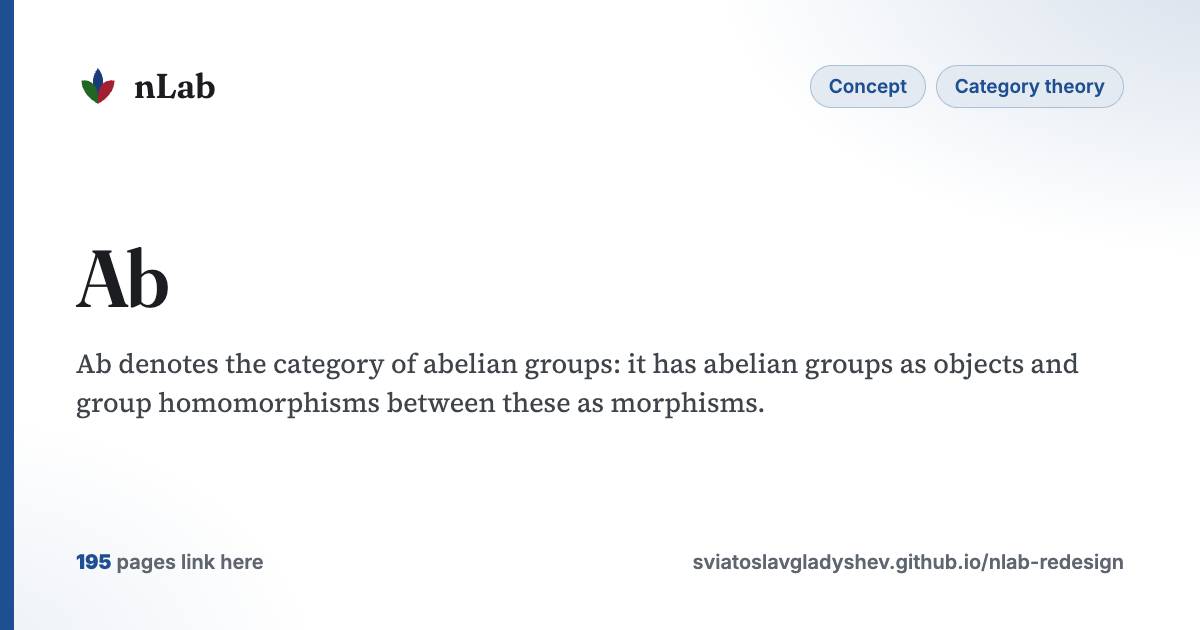 nLab
Concept
Category theory
Ab
Ab denotes the category of abelian groups: it has abelian groups as objects and
group homomorphisms between these as morphisms.
195 pages link here
sviatoslavgladyshev.github.io/nlab-redesign